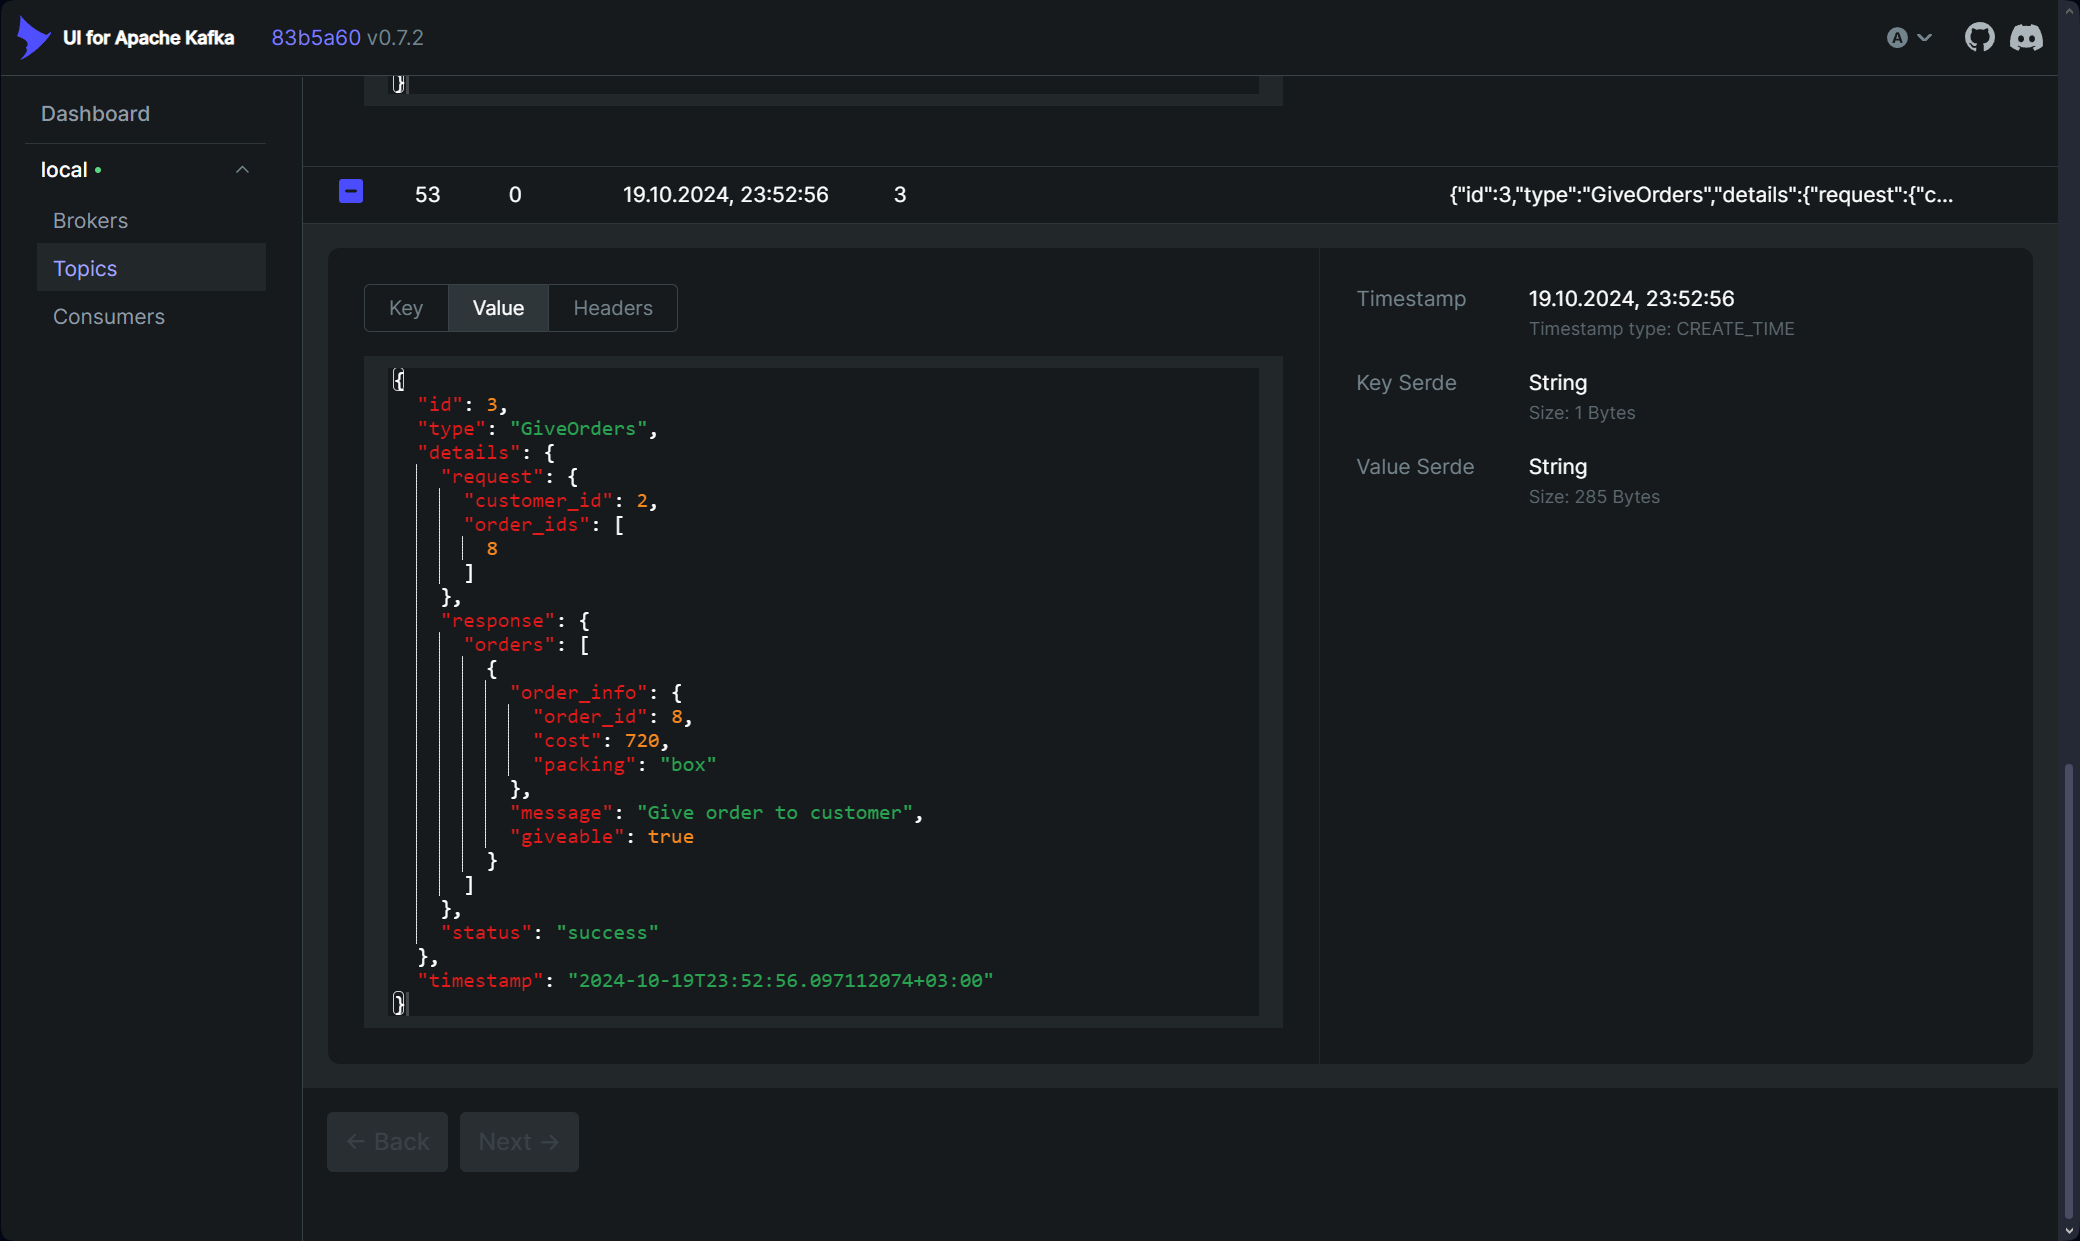 UI for Apache Kafka 83b5a60 v0.7.2 A
Dashboard
local
Brokers
Topics
Consumers
}
53 0 19.10.2024, 23:52:56 3 {"id":3,"type":"GiveOrders","details":{"request":{"c...
Key Value Headers
{
"id": 3,
"type": "GiveOrders",
"details": {
"request": {
"customer_id": 2,
"order_ids": [
8
]
},
"response": {
"orders": [
{
"order_info": {
"order_id": 8,
"cost": 720,
"packing": "box"
},
"message": "Give order to customer",
"giveable": true
}
]
},
"status": "success"
},
"timestamp": "2024-10-19T23:52:56.097112074+03:00"
}
Timestamp 19.10.2024, 23:52:56
Timestamp type: CREATE_TIME
Key Serde String
Size: 1 Bytes
Value Serde String
Size: 285 Bytes
← Back Next →